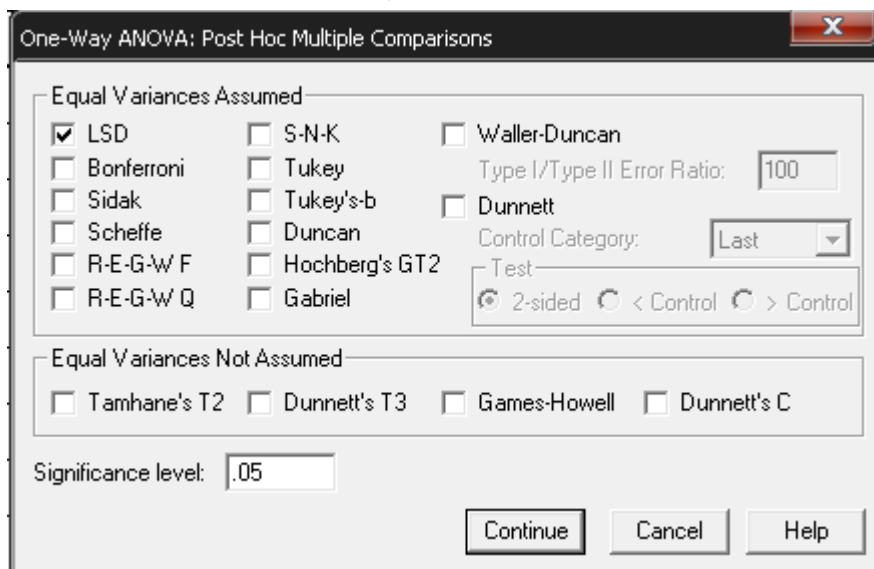 One-Way ANOVA: Post Hoc Multiple Comparisons
Equal Variances Assumed
LSD S-N-K Waller-Duncan
Bonferroni Tukey Type I/Type II Error Ratio: 100
Sidak Tukey's-b Dunnett
Scheffe Duncan Control Category: Last
R-E-G-W F Hochberg's GT2 Test
R-E-G-W Q Gabriel 2-sided < Control > Control
Equal Variances Not Assumed
Tamhane's T2 Dunnett's T3 Games-Howell Dunnett's C
Significance level: .05
Continue Cancel Help